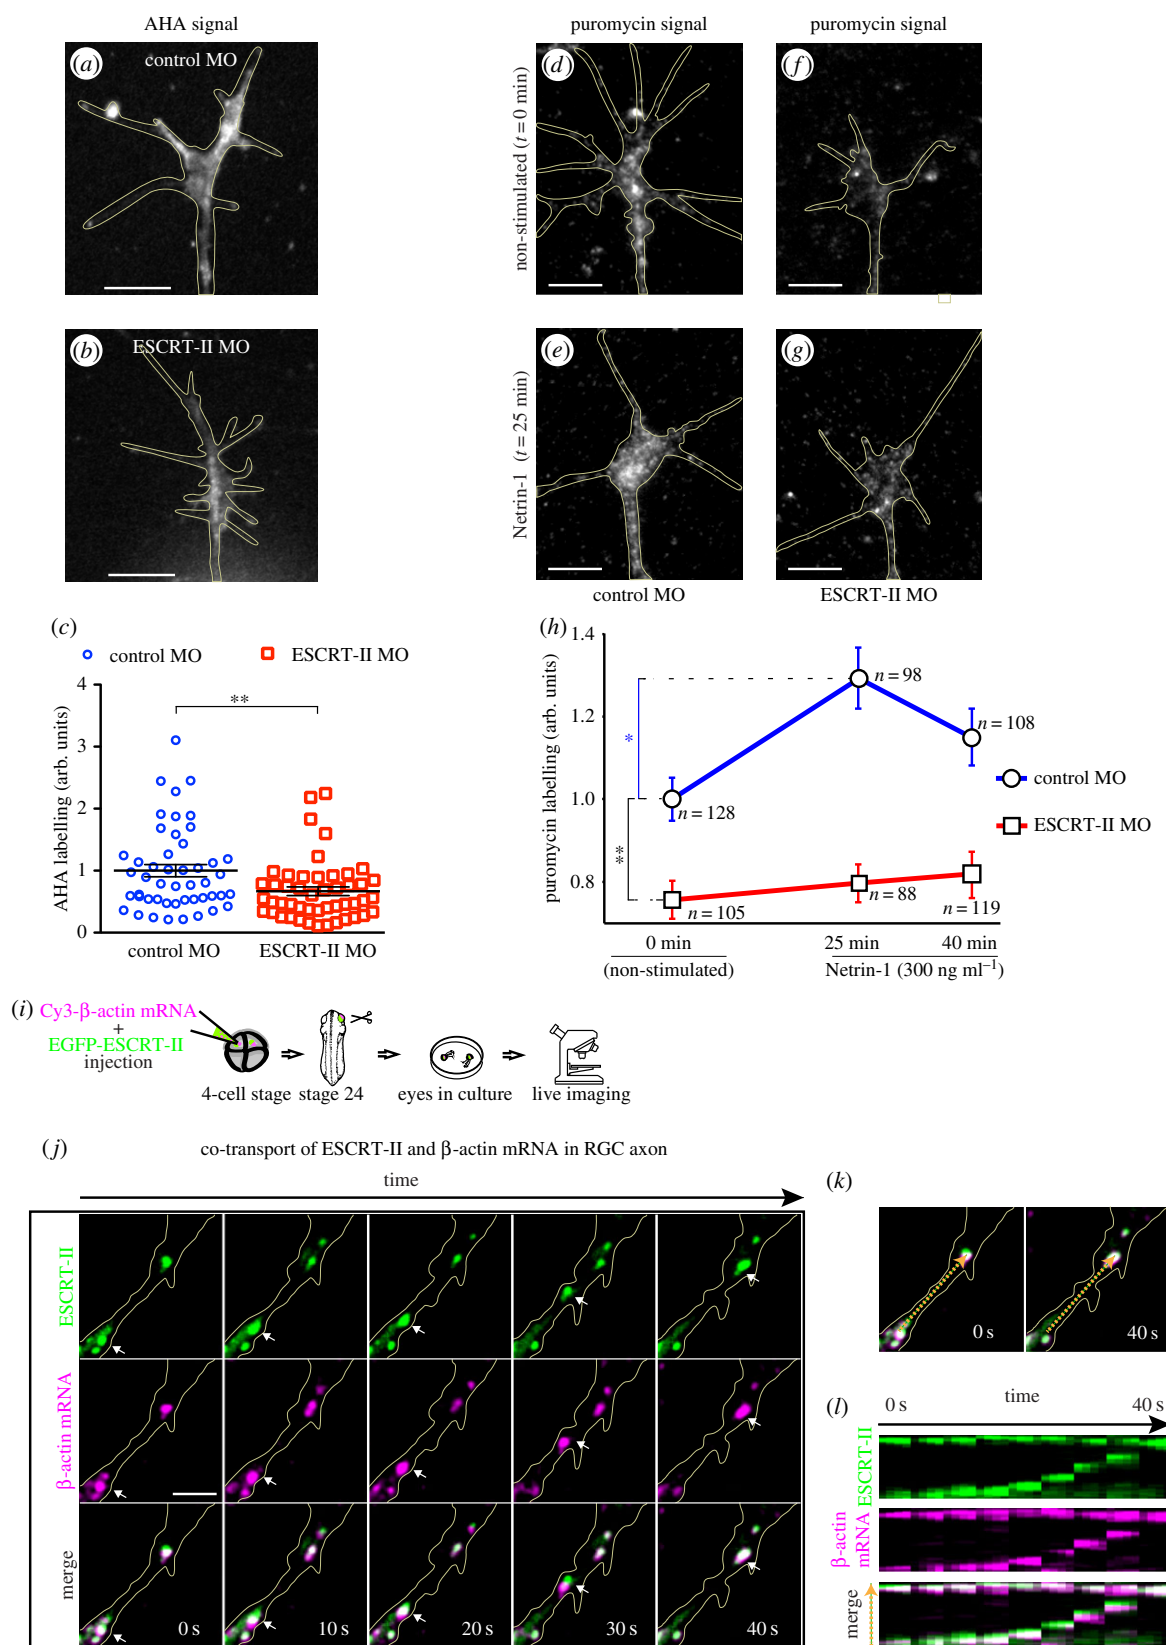 AHA signal
puromycin signal
puromycin signal
(a)
control MO
(d)
(f)
non-stimulated (t = 0 min)
(b)
ESCRT-II MO
(e)
(g)
Netrin-1 (t = 25 min)
control MO
ESCRT-II MO
(c)
control MO
ESCRT-II MO
AHA labelling (arb. units)
4
3
2
1
0
**
control MO
ESCRT-II MO
(h)
puromycin labelling (arb. units)
1.4
1.2
1.0
0.8
*
**
n = 98
n = 108
n = 128
n = 105
n = 88
n = 119
control MO
ESCRT-II MO
0 min
25 min
40 min
(non-stimulated)
Netrin-1 (300 ng ml⁻¹)
(i)
Cy3-β-actin mRNA
+
EGFP-ESCRT-II
injection
4-cell stage
stage 24
eyes in culture
live imaging
(j)
co-transport of ESCRT-II and β-actin mRNA in RGC axon
time
ESCRT-II
β-actin mRNA
merge
0 s
10 s
20 s
30 s
40 s
(k)
0 s
40 s
(l)
0 s
time
40 s
ESCRT-II
β-actin
mRNA
merge